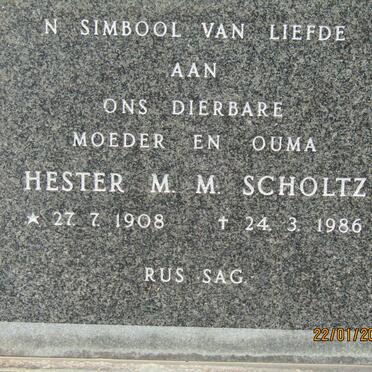 N SIMBOOL VAN LIEFDE
AAN
ONS DIERBARE
MOEDER EN OUMA
HESTER M. M. SCHOLTZ
★ 27. 7. 1908 † 24. 3. 1986
RUS SAG.
22/01/20